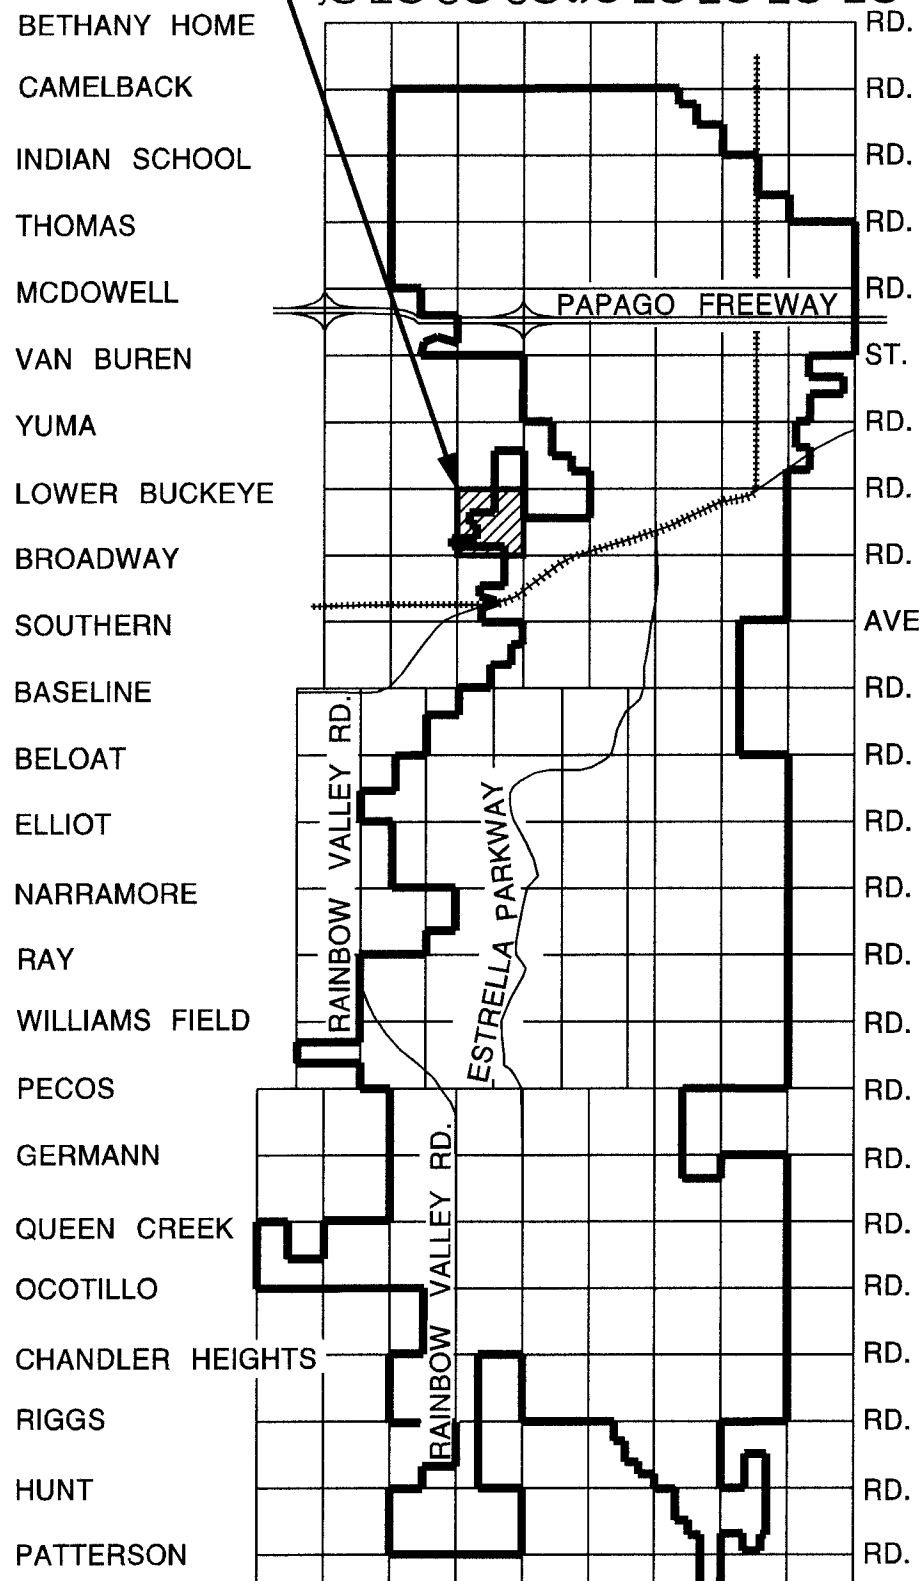 BETHANY HOME RD.
CAMELBACK RD.
INDIAN SCHOOL RD.
THOMAS RD.
MCDOWELL RD.
PAPAGO FREEWAY
VAN BUREN ST.
YUMA RD.
LOWER BUCKEYE RD.
BROADWAY RD.
SOUTHERN AVE
BASELINE RD.
RAINBOW VALLEY RD.
BELOAT RD.
ESTRELLA PARKWAY
ELLIOT RD.
NARRAMORE RD.
RAY RD.
WILLIAMS FIELD RD.
PECOS RD.
RAINBOW VALLEY RD.
GERMANN RD.
QUEEN CREEK RD.
OCOTILLO RD.
CHANDLER HEIGHTS RD.
RIGGS RD.
HUNT RD.
PATTERSON RD.